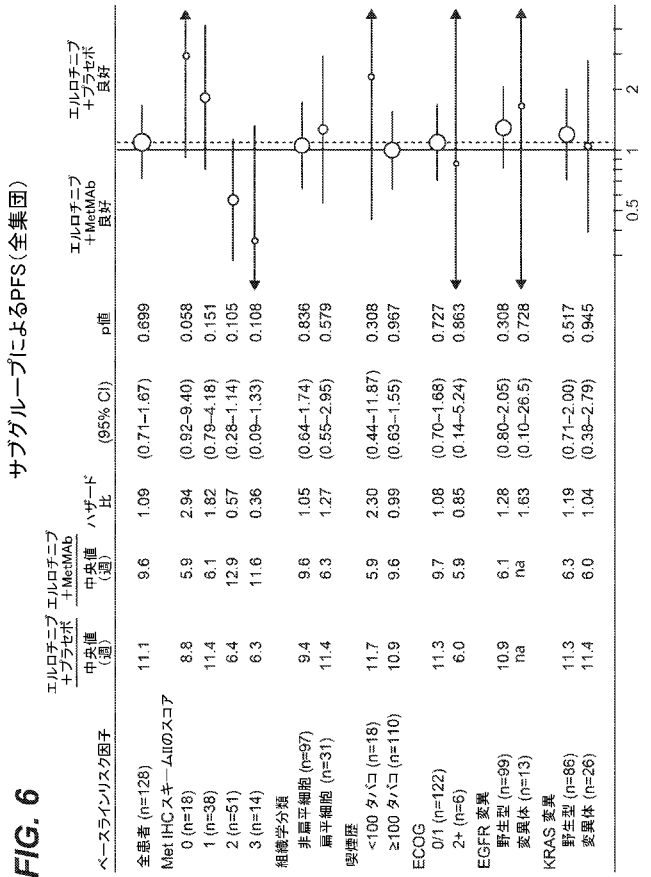 FIG. 6
サブグループによるPFS(全集団)
ベースラインリスク因子 エルロチニブ+プラセボ 中央値(週) エルロチニブ+MetMAb 中央値(週) ハザード比 (95% CI) p値 エルロチニブ+MetMAb 良好 エルロチニブ+プラセボ 良好
全患者 (n=128) 11.1 9.6 1.09 (0.71–1.67) 0.699
Met IHC スキームIIのスコア
0 (n=18) 8.8 5.9 2.94 (0.92–9.40) 0.058
1 (n=38) 11.4 6.1 1.82 (0.79–4.18) 0.151
2 (n=51) 6.4 12.9 0.57 (0.28–1.14) 0.105
3 (n=14) 6.3 11.6 0.36 (0.09–1.33) 0.108
組織学分類
非扁平細胞 (n=97) 9.4 9.6 1.05 (0.64–1.74) 0.836
扁平細胞 (n=31) 11.4 6.3 1.27 (0.55–2.95) 0.579
喫煙歴
<100 タバコ (n=18) 11.7 5.9 2.30 (0.44–11.87) 0.308
≥100 タバコ (n=110) 10.9 9.6 0.99 (0.63–1.55) 0.967
ECOG
0/1 (n=122) 11.3 9.7 1.08 (0.70–1.68) 0.727
2+ (n=6) 6.0 5.9 0.85 (0.14–5.24) 0.863
EGFR 変異
野生型 (n=99) 10.9 6.1 1.28 (0.80–2.05) 0.308
変異体 (n=13) na na 1.63 (0.10–26.5) 0.728
KRAS 変異
野生型 (n=86) 11.3 6.3 1.19 (0.71–2.00) 0.517
変異体 (n=26) 11.4 6.0 1.04 (0.38–2.79) 0.945
0.5 1 2